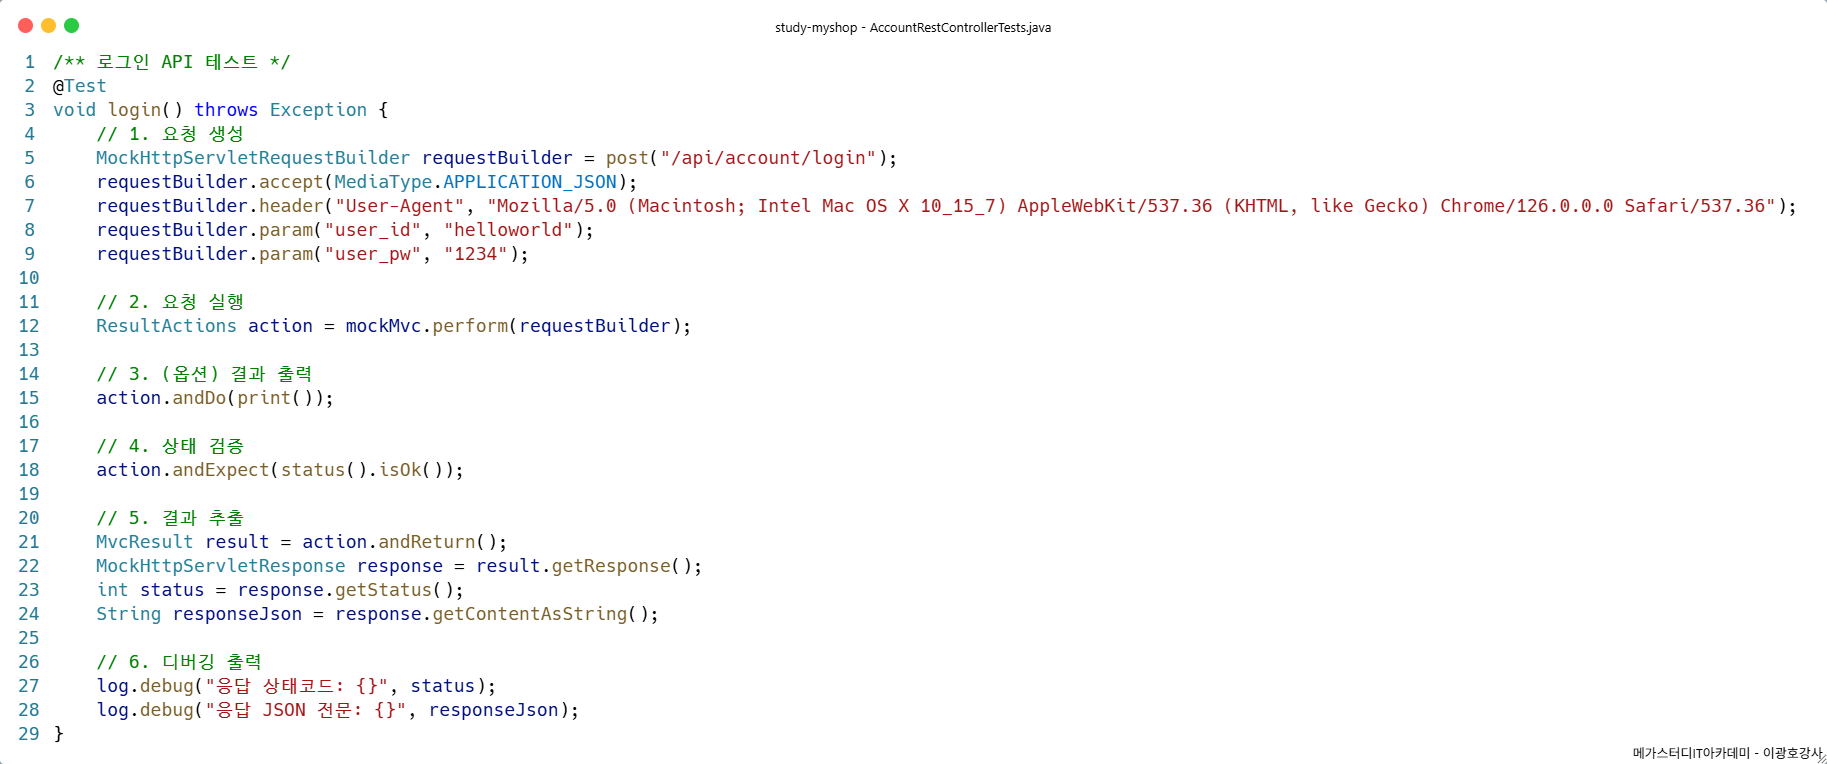 study-myshop - AccountRestControllerTests.java
1 /** 로그인 API 테스트 */
2 @Test
3 void login() throws Exception {
4     // 1. 요청 생성
5     MockHttpServletRequestBuilder requestBuilder = post("/api/account/login");
6     requestBuilder.accept(MediaType.APPLICATION_JSON);
7     requestBuilder.header("User-Agent", "Mozilla/5.0 (Macintosh; Intel Mac OS X 10_15_7) AppleWebKit/537.36 (KHTML, like Gecko) Chrome/126.0.0.0 Safari/537.36");
8     requestBuilder.param("user_id", "helloworld");
9     requestBuilder.param("user_pw", "1234");
10
11     // 2. 요청 실행
12     ResultActions action = mockMvc.perform(requestBuilder);
13
14     // 3. (옵션) 결과 출력
15     action.andDo(print());
16
17     // 4. 상태 검증
18     action.andExpect(status().isOk());
19
20     // 5. 결과 추출
21     MvcResult result = action.andReturn();
22     MockHttpServletResponse response = result.getResponse();
23     int status = response.getStatus();
24     String responseJson = response.getContentAsString();
25
26     // 6. 디버깅 출력
27     log.debug("응답 상태코드: {}", status);
28     log.debug("응답 JSON 전문: {}", responseJson);
29 }
메가스터디IT아카데미 - 이광호강사